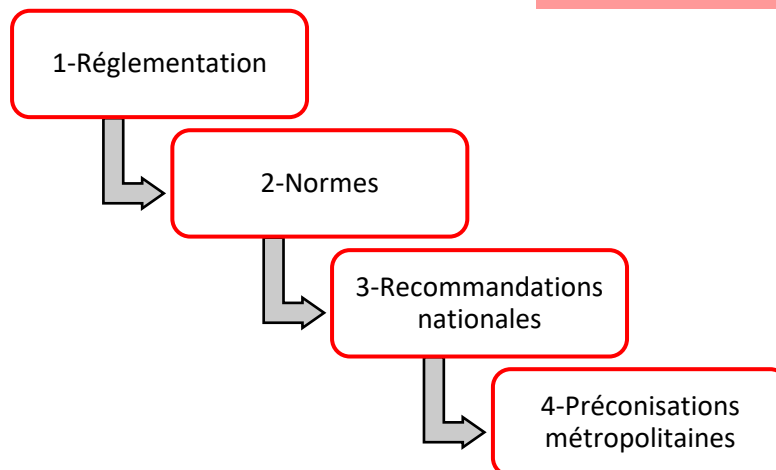 1-Réglementation
2-Normes
3-Recommandations
nationales
4-Préconisations
métropolitaines